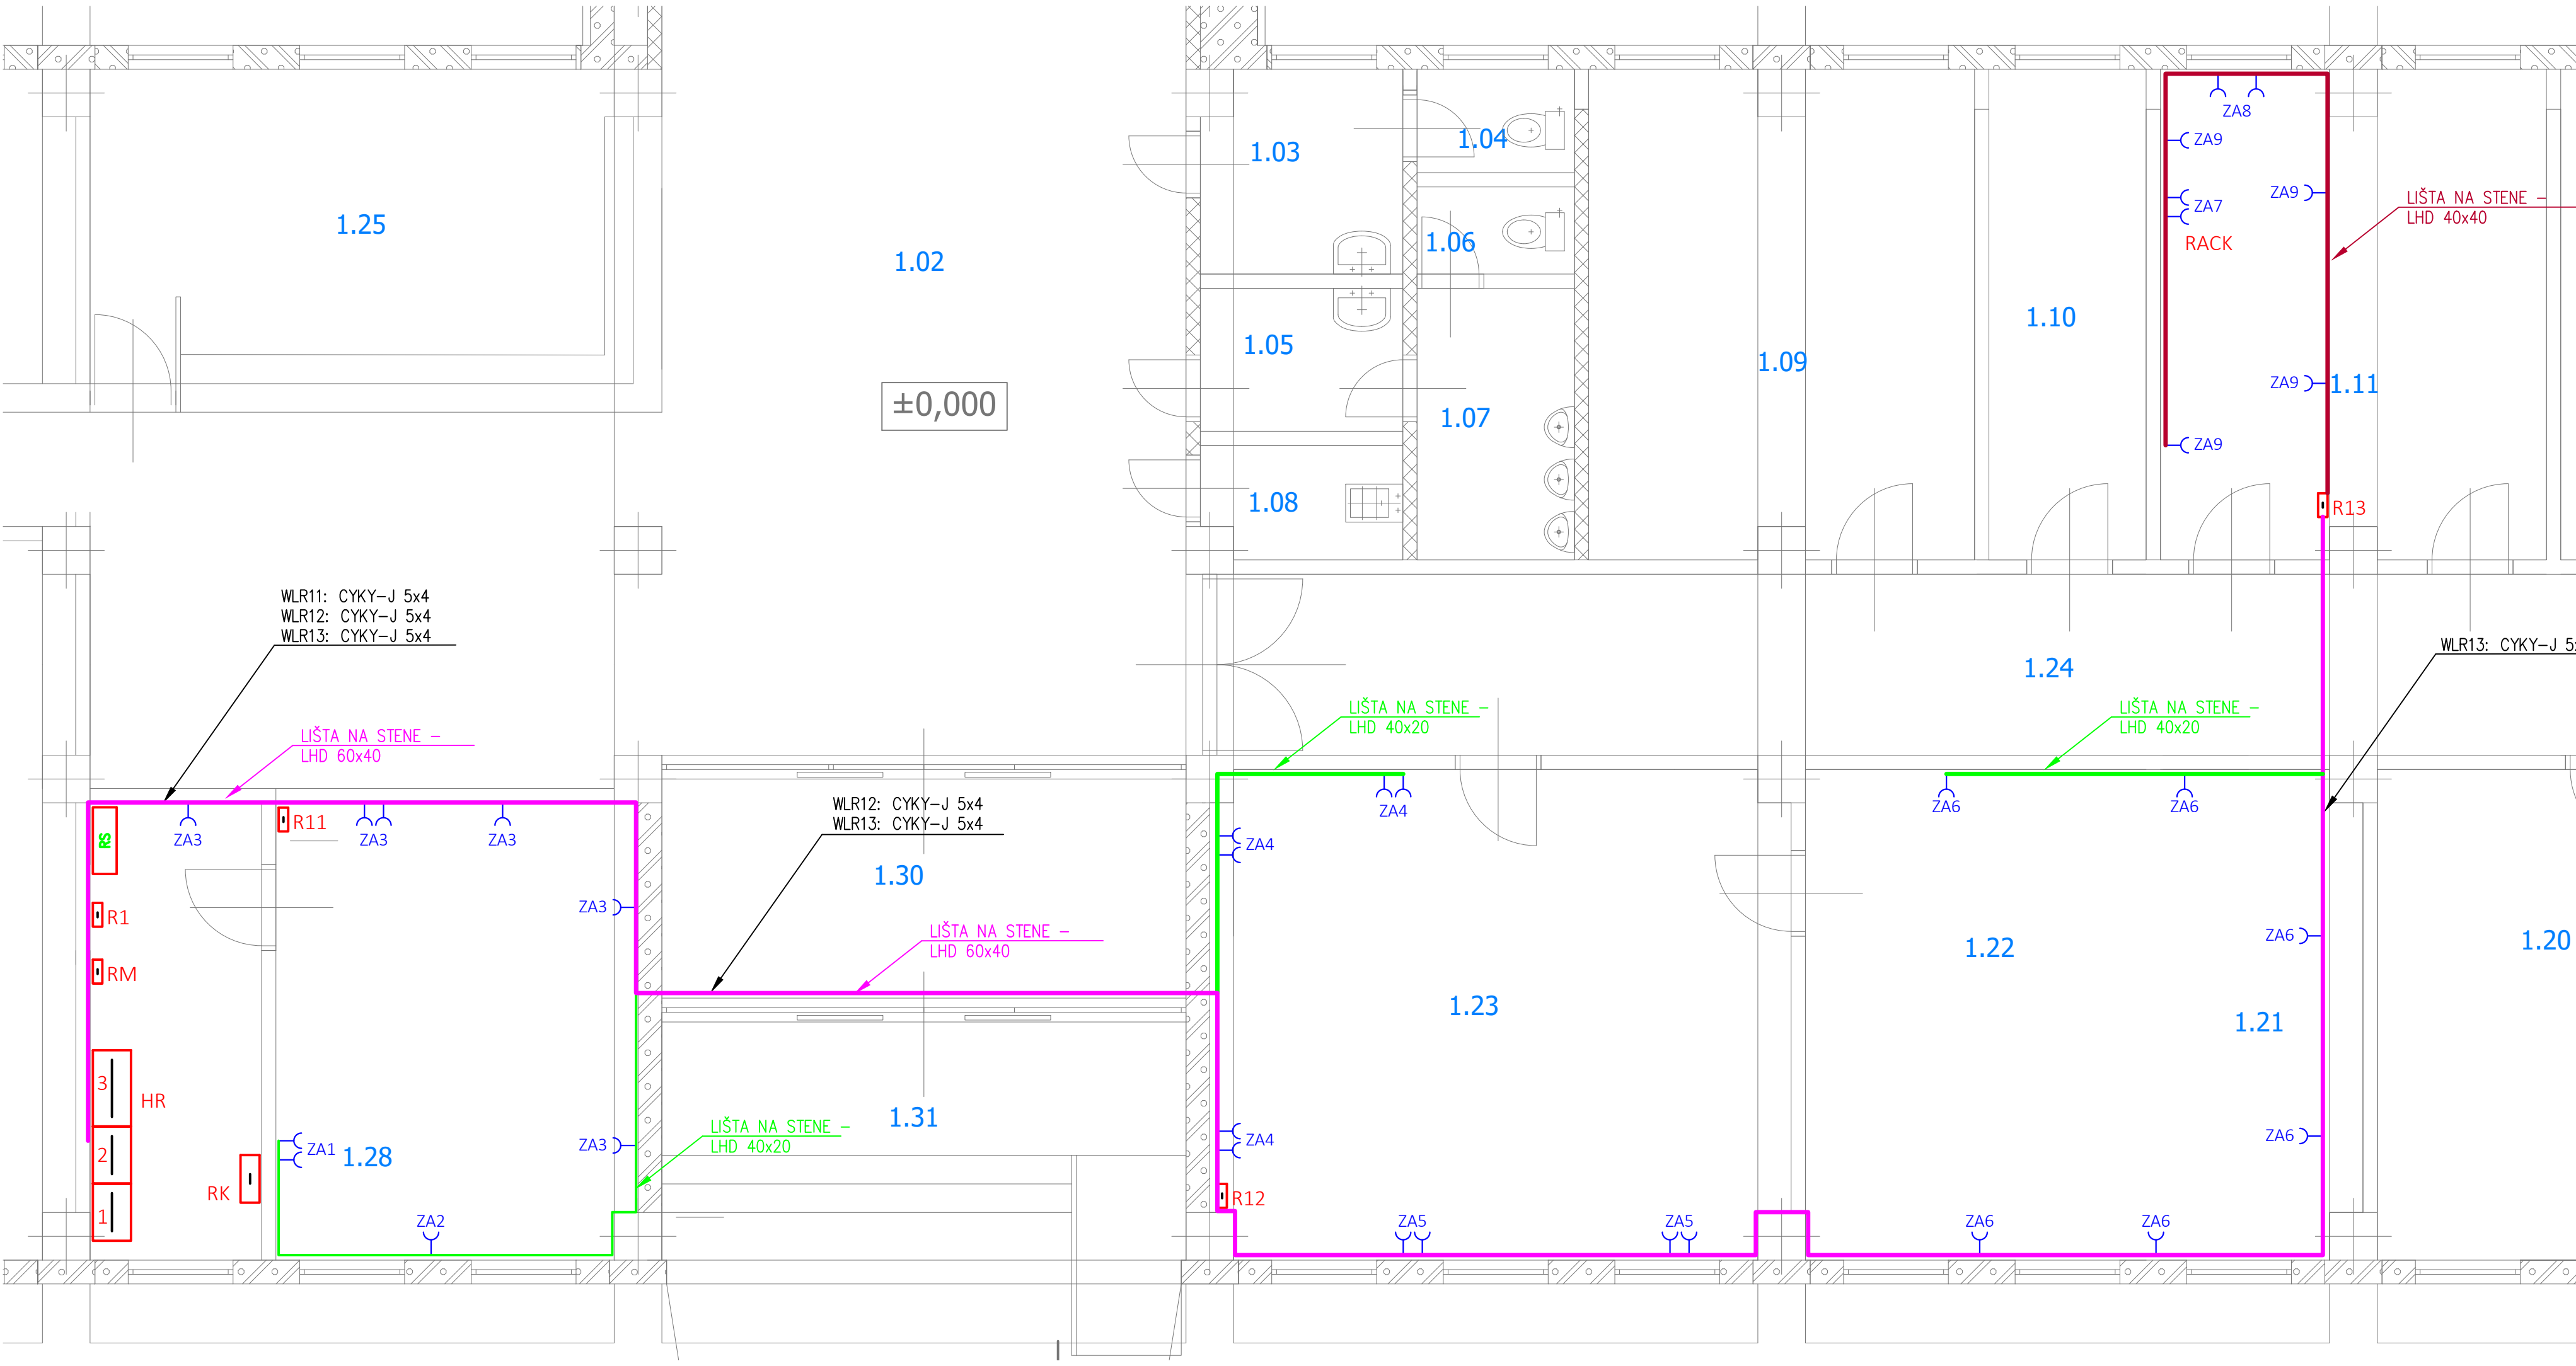 ZA8
1.03
1.04
ZA9
ZA9
LIŠTA NA STENE –
LHD 40x40
ZA7
1.25
1.06
RACK
1.02
1.10
1.05
1.09
ZA9
1.11
±0,000
1.07
ZA9
1.08
R13
WLR11: CYKY–J 5x4
WLR12: CYKY–J 5x4
WLR13: CYKY–J 5x4
WLR13: CYKY–J 5x
1.24
LIŠTA NA STENE –
LHD 40x20
LIŠTA NA STENE –
LHD 40x20
LIŠTA NA STENE –
LHD 60x40
WLR12: CYKY–J 5x4
WLR13: CYKY–J 5x4
ZA4
ZA6
ZA6
RS
ZA3
R11
ZA3
ZA3
ZA4
1.30
ZA3
R1
LIŠTA NA STENE –
LHD 60x40
ZA6
1.22
1.20
RM
1.23
1.21
3
HR
1.31
LIŠTA NA STENE –
LHD 40x20
ZA4
ZA6
2
ZA1
1.28
ZA3
RK
R12
1
ZA2
ZA5
ZA5
ZA6
ZA6